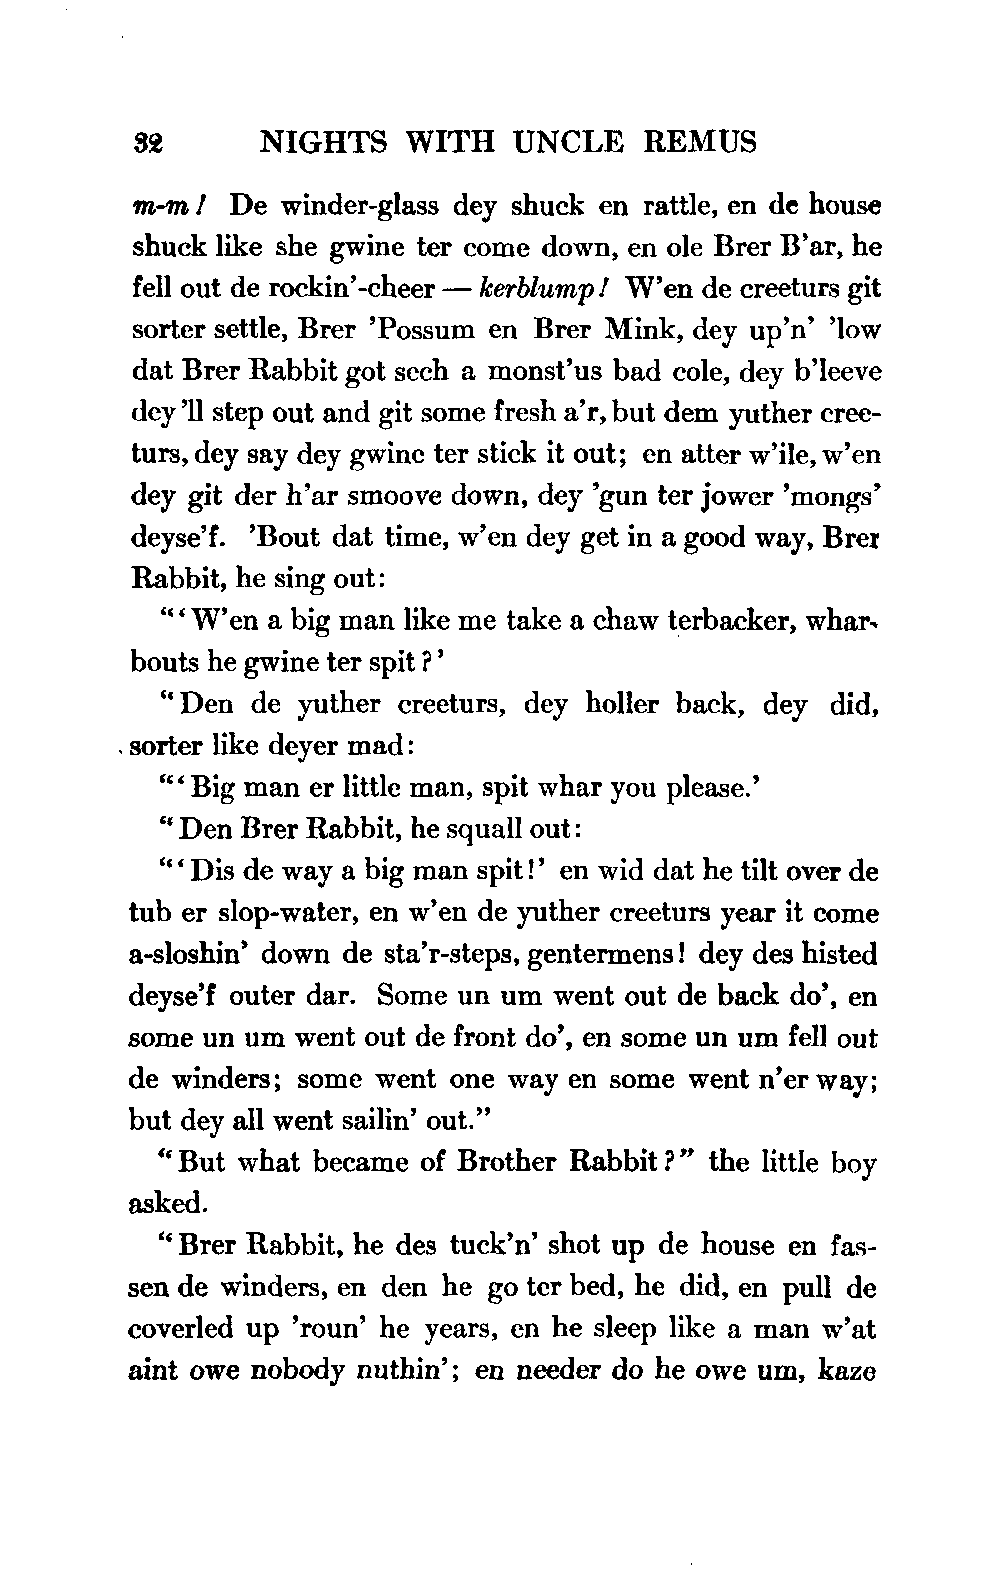 32 NIGHTS WITH UNCLE REMUS
m-m! De winder-glass dey shuck en rattle, en de house
shuck like she gwine ter come down, en ole Brer B'ar, he
fell out de rockin'-cheer — kerblump! W'en de creeturs git
sorter settle, Brer 'Possum en Brer Mink, dey up'n' 'low
dat Brer Rabbit got sech a monst'us bad cole, dey b'leeve
dey 'll step out and git some fresh a'r, but dem yuther cree-
turs, dey say dey gwine ter stick it out; en atter w'ile, w'en
dey git der h'ar smoove down, dey 'gun ter jower 'mongs'
deyse'f. 'Bout dat time, w'en dey get in a good way, Brer
Rabbit, he sing out:
"'W'en a big man like me take a chaw terbacker, whar-
bouts he gwine ter spit?'
"Den de yuther creeturs, dey holler back, dey did,
sorter like deyer mad:
"'Big man er little man, spit whar you please.'
"Den Brer Rabbit, he squall out:
"'Dis de way a big man spit!' en wid dat he tilt over de
tub er slop-water, en w'en de yuther creeturs year it come
a-sloshin' down de sta'r-steps, gentermens! dey des histed
deyse'f outer dar. Some un um went out de back do', en
some un um went out de front do', en some un um fell out
de winders; some went one way en some went n'er way;
but dey all went sailin' out."
"But what became of Brother Rabbit?" the little boy
asked.
"Brer Rabbit, he des tuck'n' shot up de house en fas-
sen de winders, en den he go ter bed, he did, en pull de
coverled up 'roun' he years, en he sleep like a man w'at
aint owe nobody nuthin'; en needer do he owe um, kaze